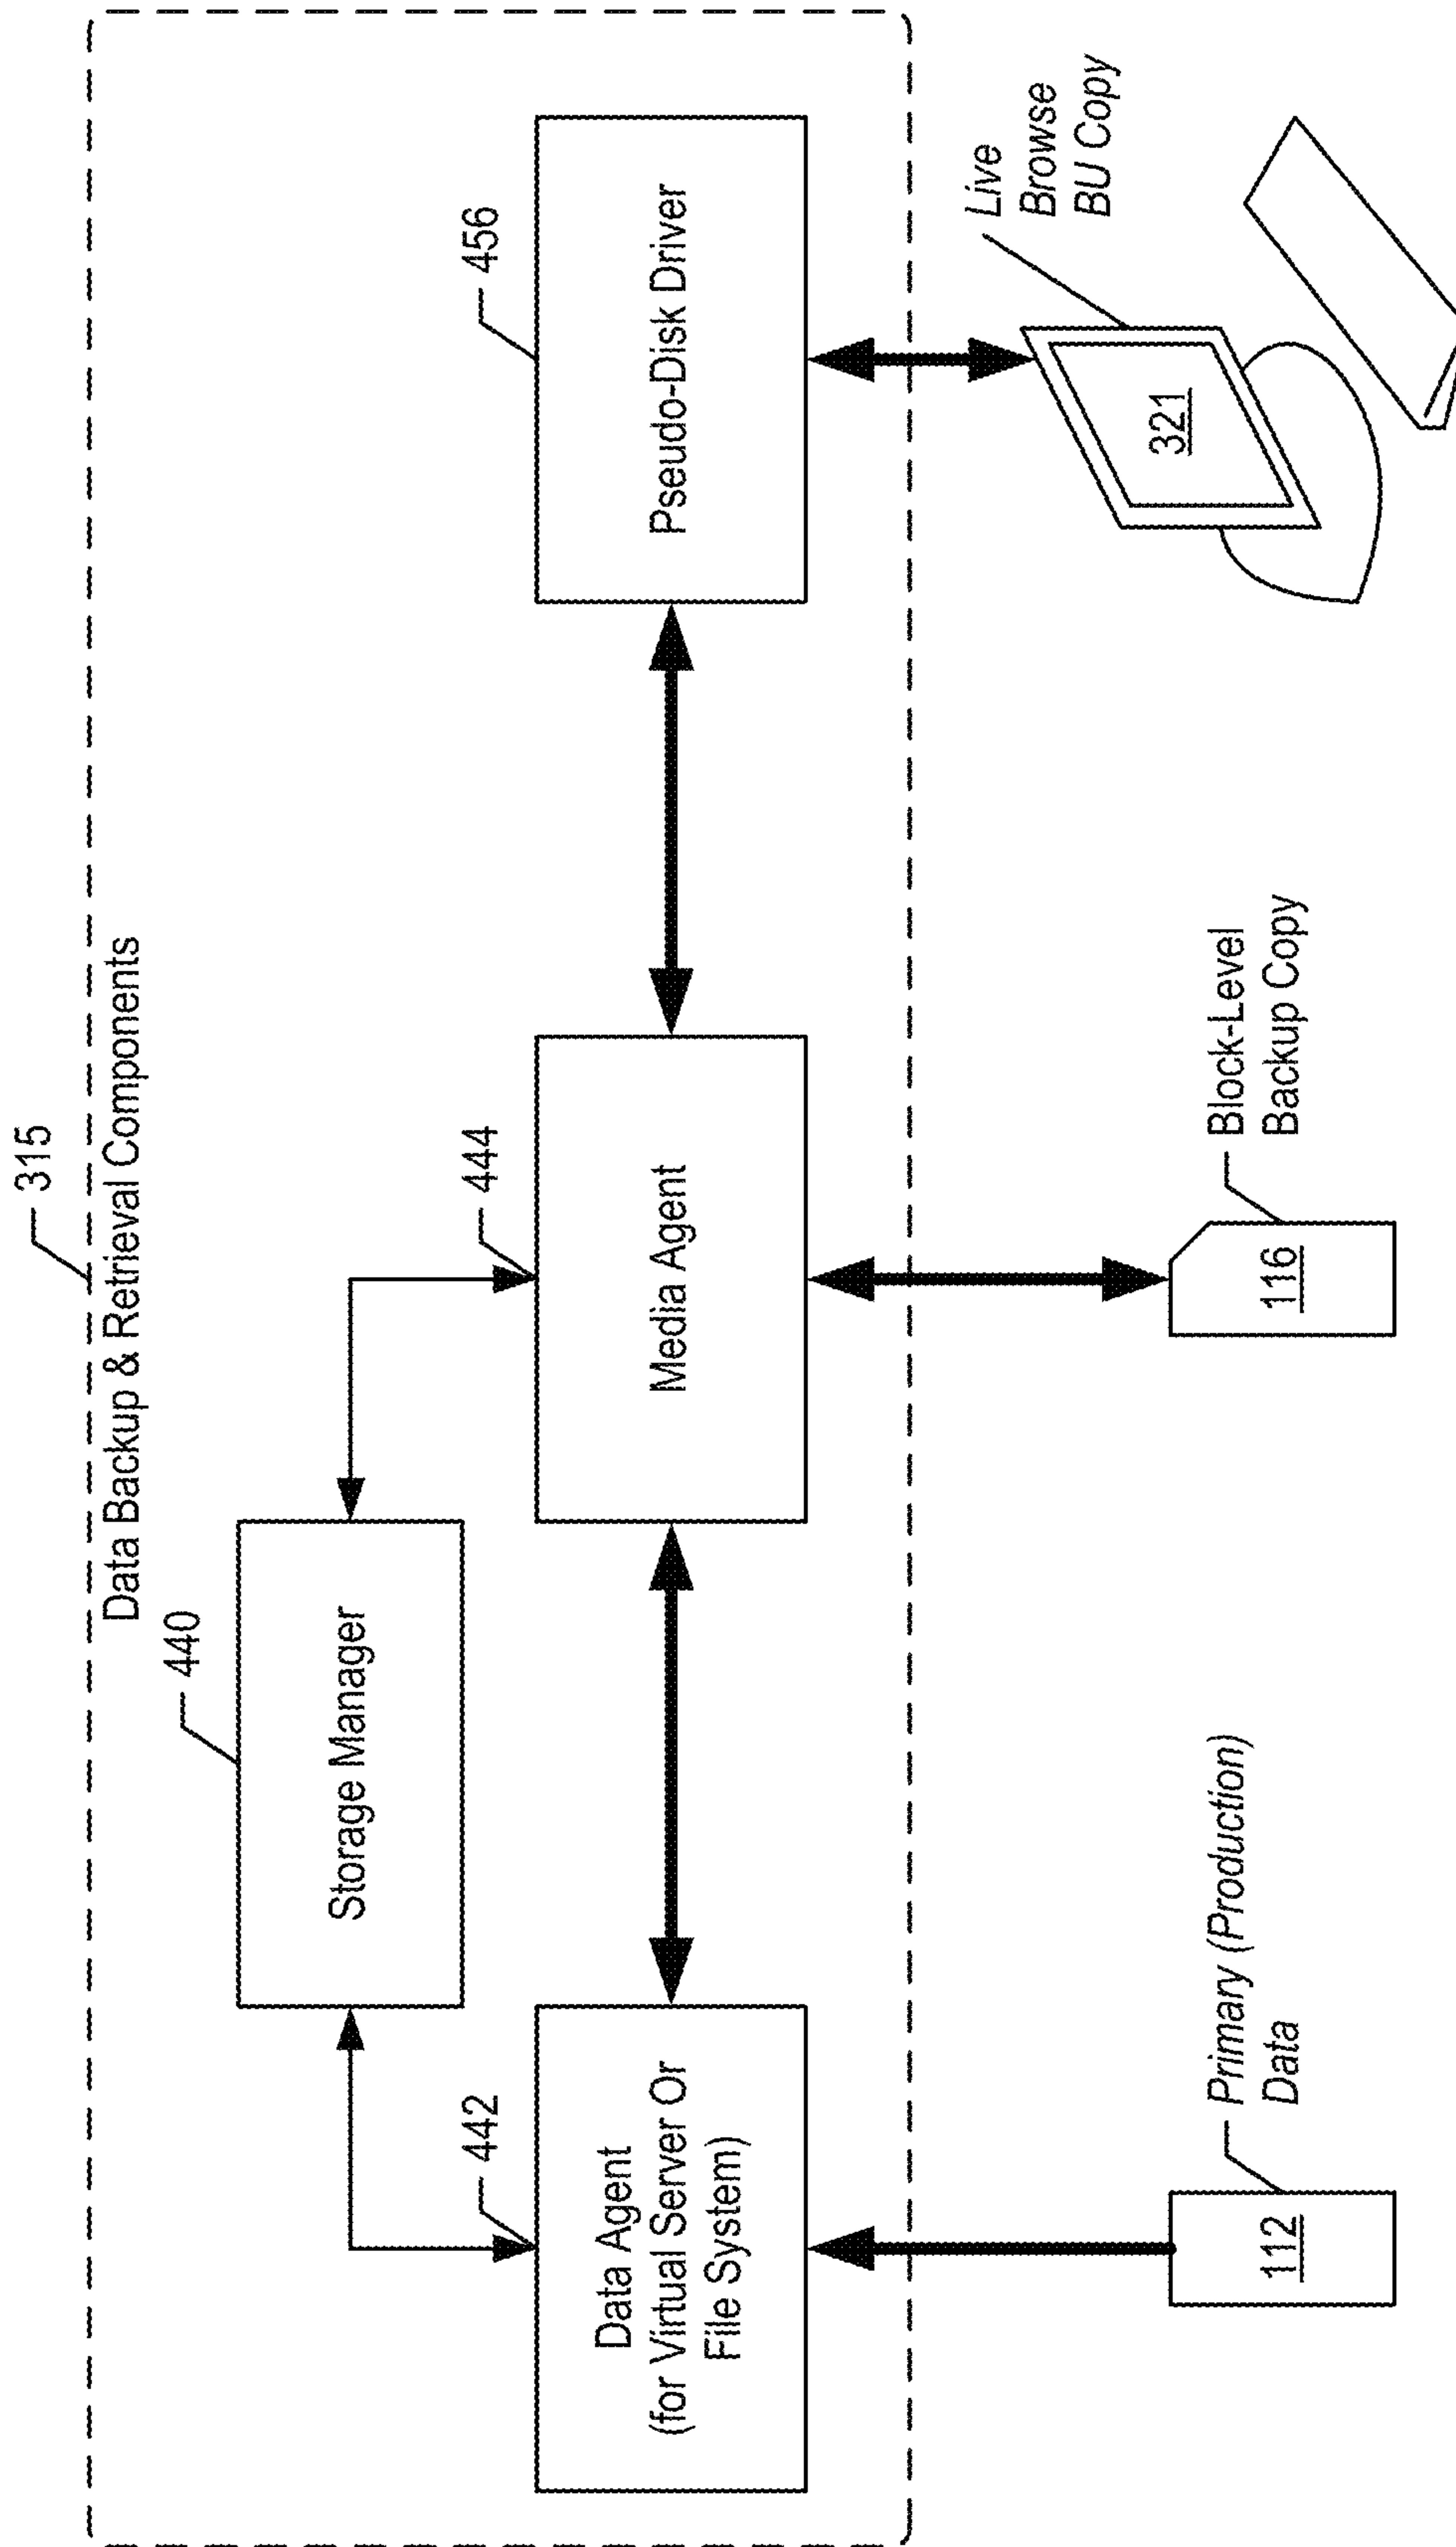 315
Data Backup & Retrieval Components
440
Storage Manager
442
Data Agent
(for Virtual Server Or
File System)
444
Media Agent
456
Pseudo-Disk Driver
112
Primary (Production)
Data
116
Block-Level
Backup Copy
321
Live
Browse
BU Copy